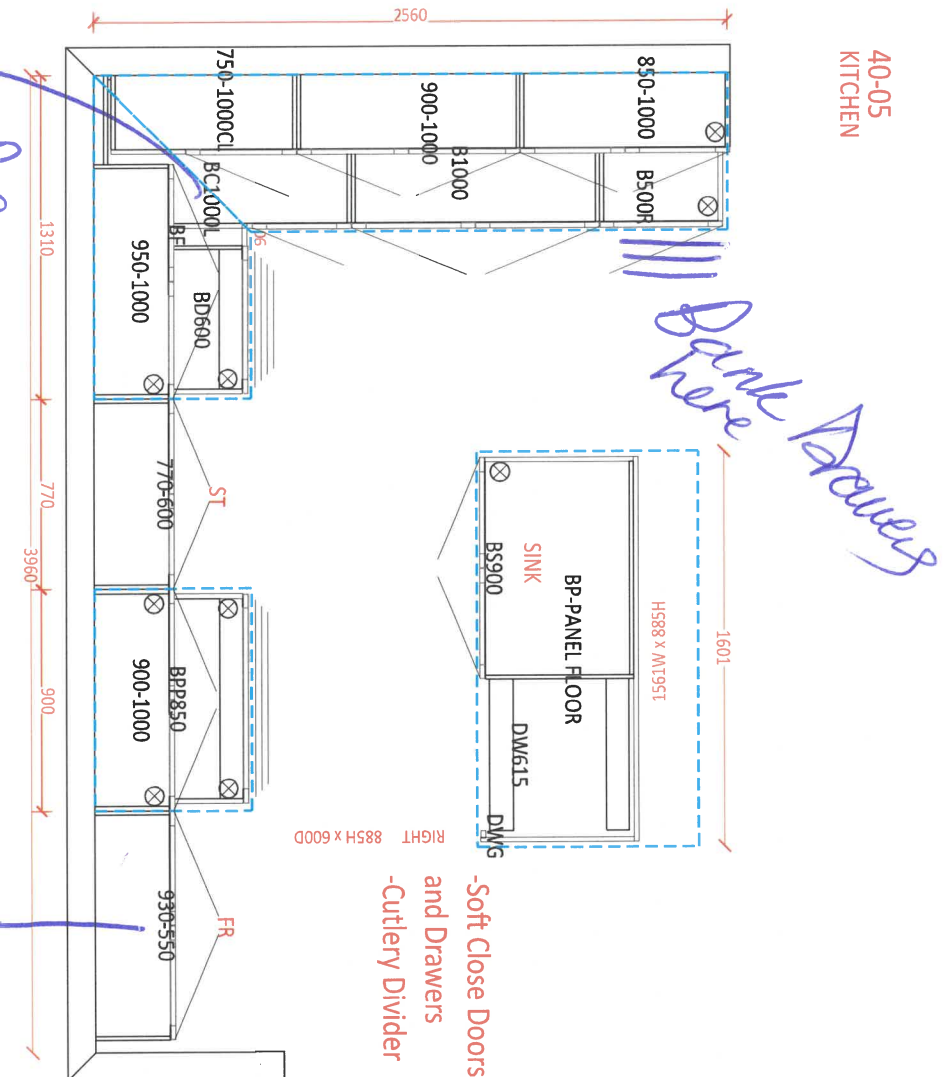 2560
40-05
KITCHEN
750-1000CL
900-1000
850-1000
B1000
B500R
BC1000L
Bank Drawers
here
BF
950-1000
BD600
1310
770-600
ST
770
3960
900-1000
BPP850
900
930-550
FR
1601
1561W X 885H
SINK
BS900
BP-PANEL FLOOR
DW615
DWG
RIGHT 885H X 600D
-Soft Close Doors
and Drawers
-Cutlery Divider